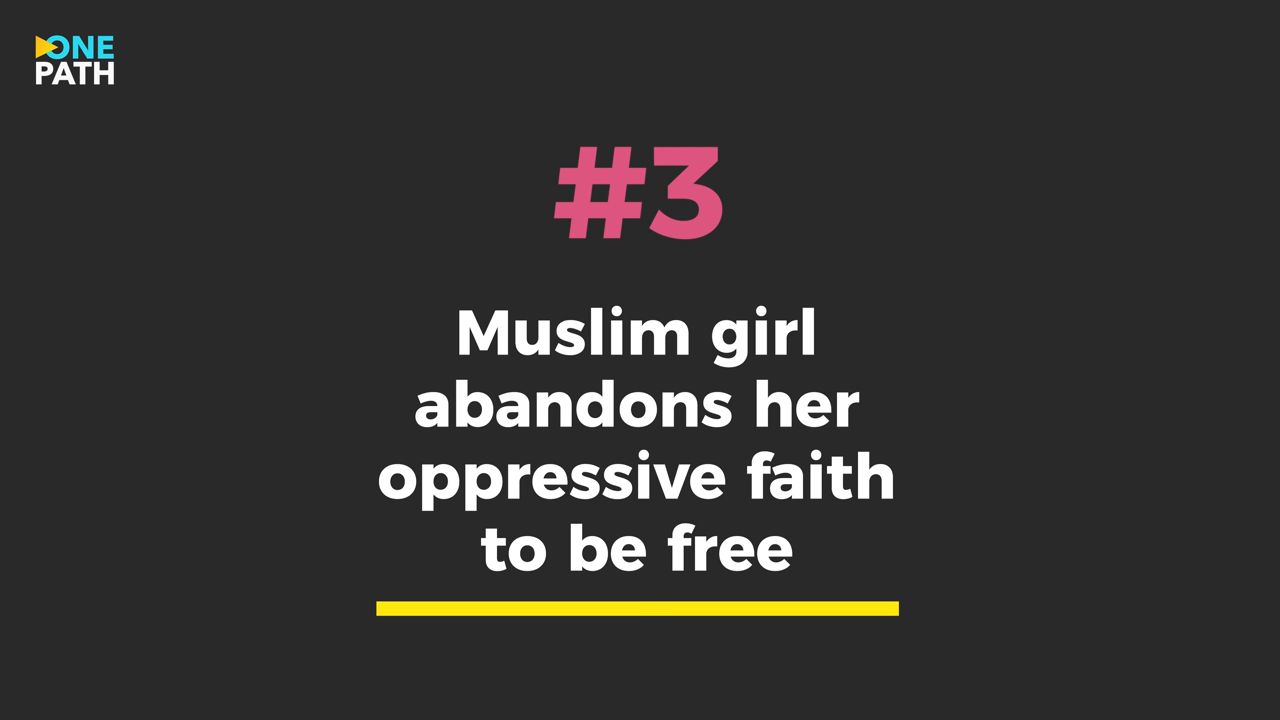 ONE
PATH
#3
Muslim girl
abandons her
oppressive faith
to be free